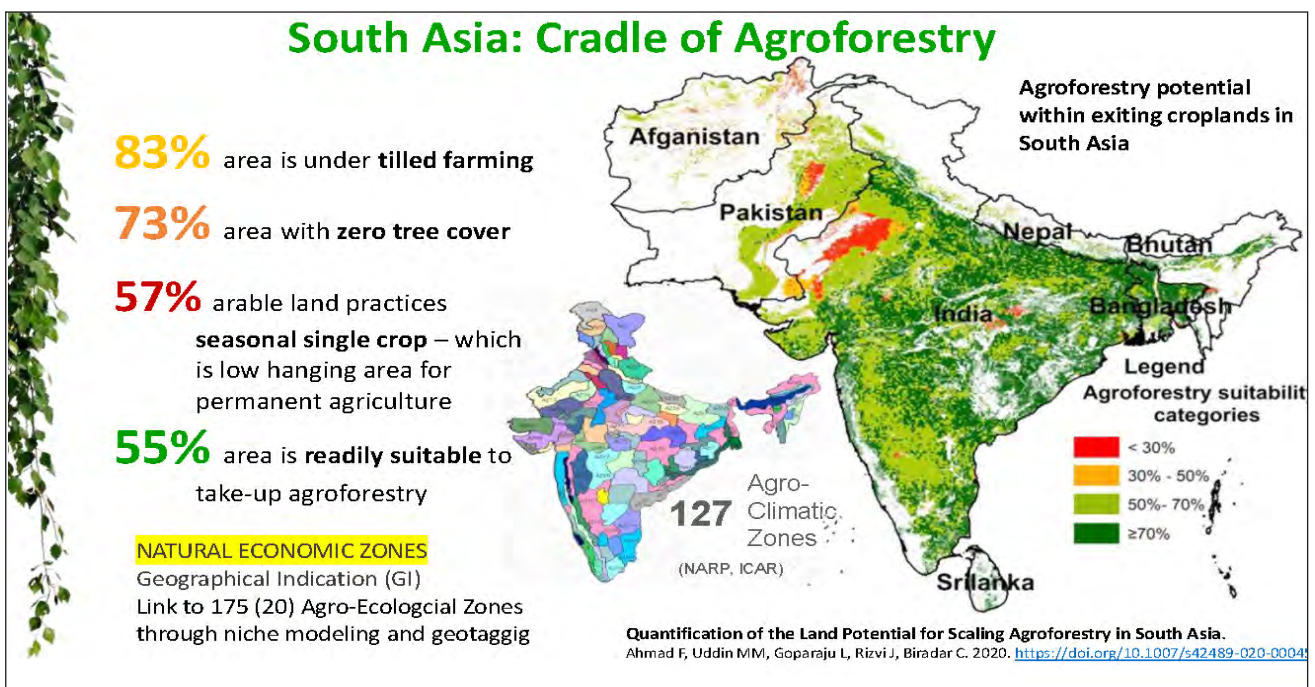 South Asia: Cradle of Agroforestry
83% area is under tilled farming
73% area with zero tree cover
57% arable land practices
seasonal single crop – which
is low hanging area for
permanent agriculture
55% area is readily suitable to
take-up agroforestry
NATURAL ECONOMIC ZONES
Geographical Indication (GI)
Link to 175 (20) Agro-Ecologcial Zones
through niche modeling and geotaggig
127
Agro-
Climatic
Zones
(NARP, ICAR)
Agroforestry potential
within exiting croplands in
South Asia
Afganistan
Pakistan
Nepal
Bhutan
Bangladesh
India
Srilanka
Legend
Agroforestry suitabilit
categories
< 30%
30% - 50%
50%- 70%
≥70%
Quantification of the Land Potential for Scaling Agroforestry in South Asia.
Ahmad F, Uddin MM, Goparaju L, Rizvi J, Biradar C. 2020. https://doi.org/10.1007/s42489-020-00045